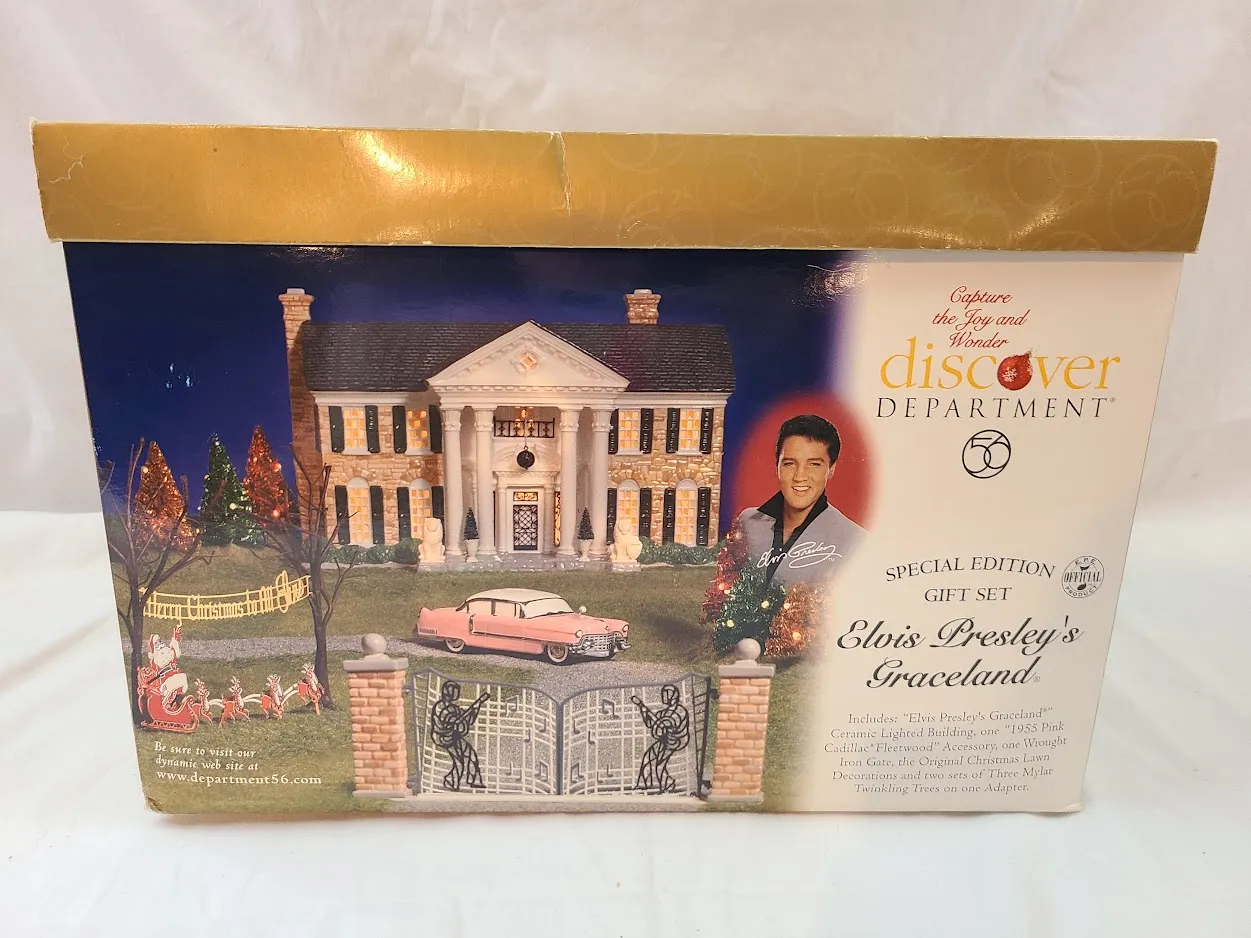 Capture
the Joy and
Wonder
discover
DEPARTMENT®
56
SPECIAL EDITION
GIFT SET
E.P.E.
OFFICIAL
PRODUCT
Elvis Presley's
Graceland®
Includes: "Elvis Presley's Graceland®"
Ceramic Lighted Building, one "1955 Pink
Cadillac® Fleetwood" Accessory, one Wrought
Iron Gate, the Original Christmas Lawn
Decorations and two sets of Three Mylar
Twinkling Trees on one Adapter.
Elvis Presley™
Merry Christmas to All
Be sure to visit our
dynamic web site at
www.department56.com